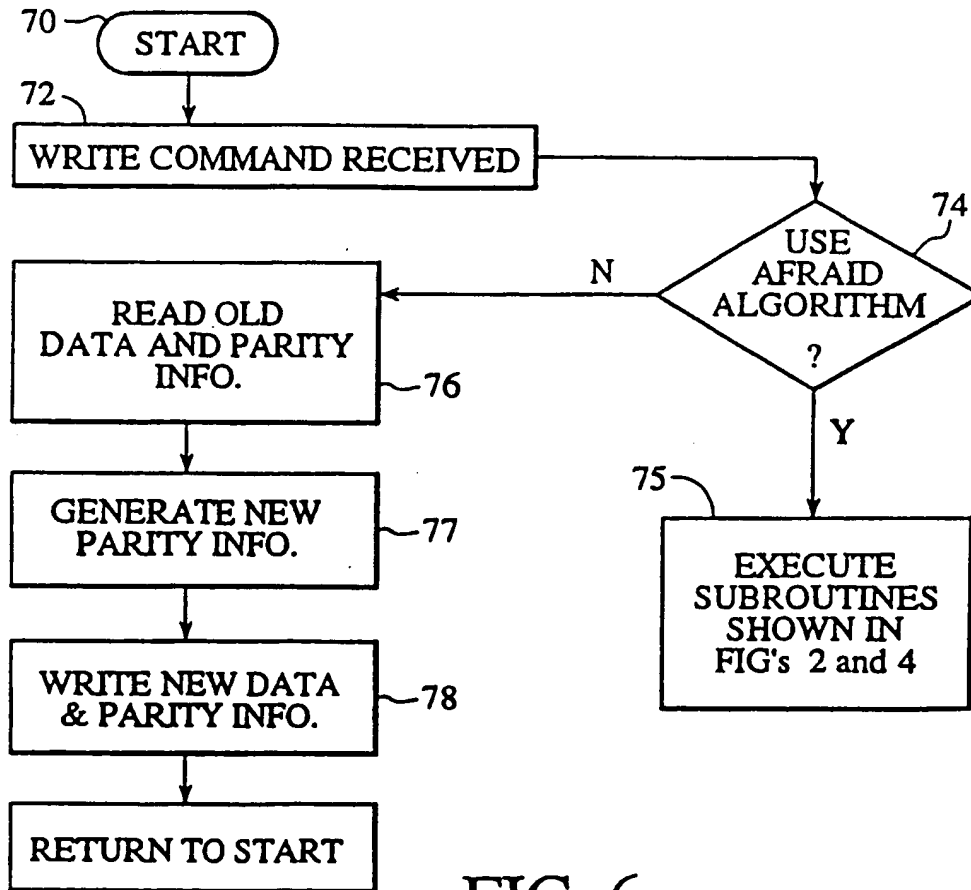 70
START
72
WRITE COMMAND RECEIVED
74
USE
AFRAID
ALGORITHM
?
N
Y
READ OLD
DATA AND PARITY
INFO.
76
GENERATE NEW
PARITY INFO.
77
WRITE NEW DATA
& PARITY INFO.
78
RETURN TO START
75
EXECUTE
SUBROUTINES
SHOWN IN
FIG's 2 and 4
FIG. 6